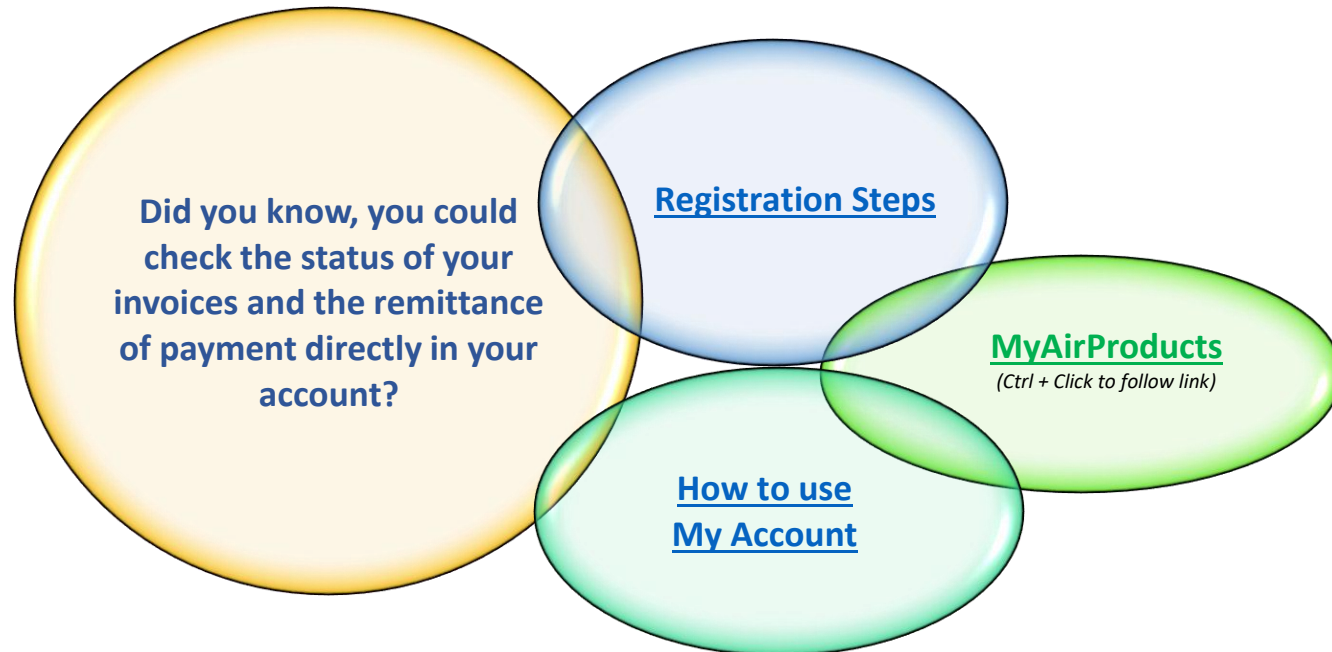 Did you know, you could
check the status of your
invoices and the remittance
of payment directly in your
account?
Registration Steps
MyAirProducts
(Ctrl + Click to follow link)
How to use
My Account